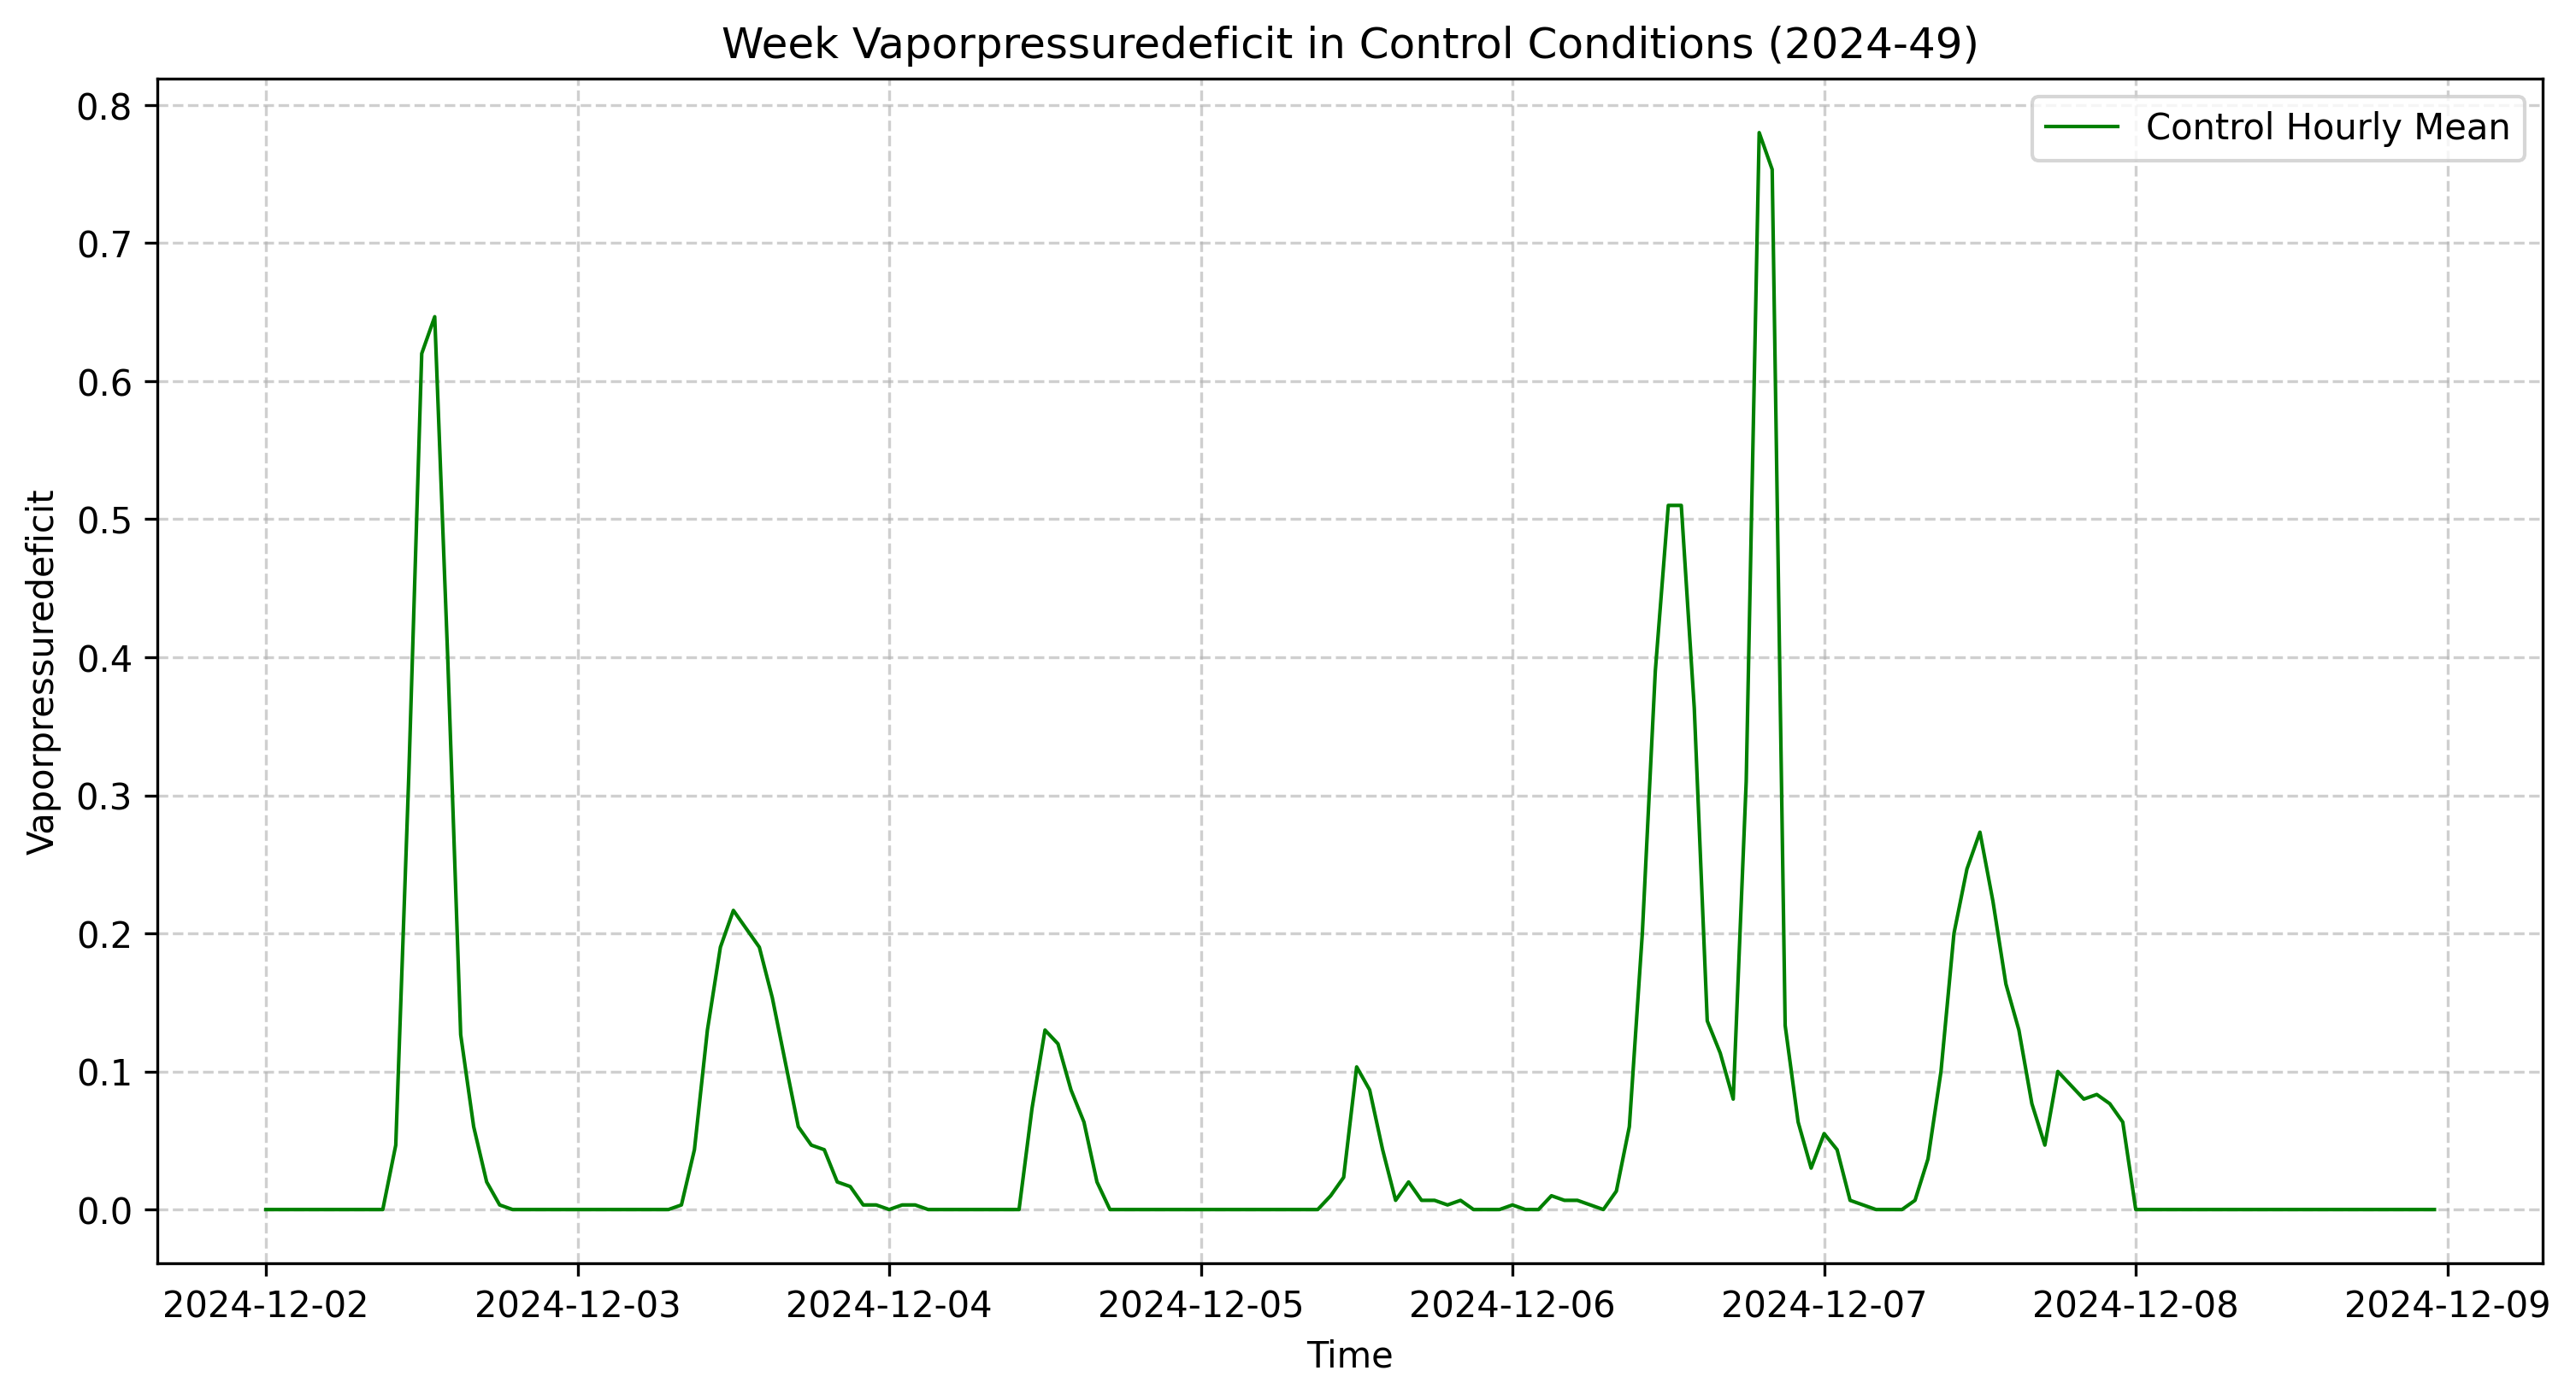 Week Vaporpressuredeficit in Control Conditions (2024-49)
Control Hourly Mean
Vaporpressuredeficit
0.8
0.7
0.6
0.5
0.4
0.3
0.2
0.1
0.0
2024-12-02 2024-12-03 2024-12-04 2024-12-05 2024-12-06 2024-12-07 2024-12-08 2024-12-09
Time